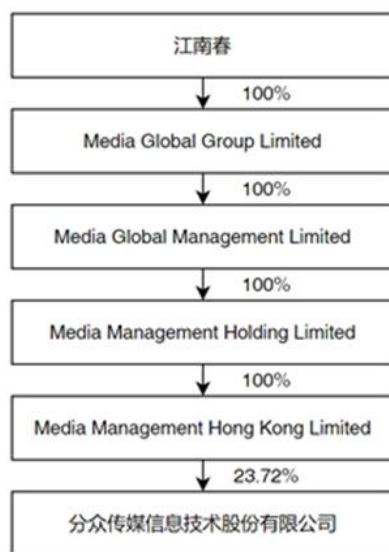 江南春
100%
Media Global Group Limited
100%
Media Global Management Limited
100%
Media Management Holding Limited
100%
Media Management Hong Kong Limited
23.72%
分众传媒信息技术股份有限公司